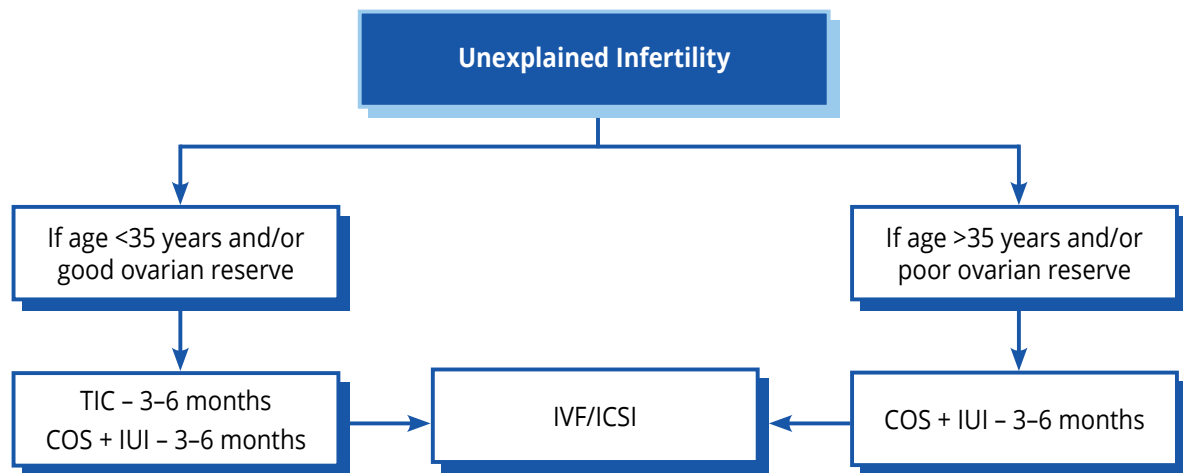 Unexplained Infertility
If age <35 years and/or
good ovarian reserve
If age >35 years and/or
poor ovarian reserve
TIC – 3–6 months
COS + IUI – 3–6 months
IVF/ICSI
COS + IUI – 3–6 months